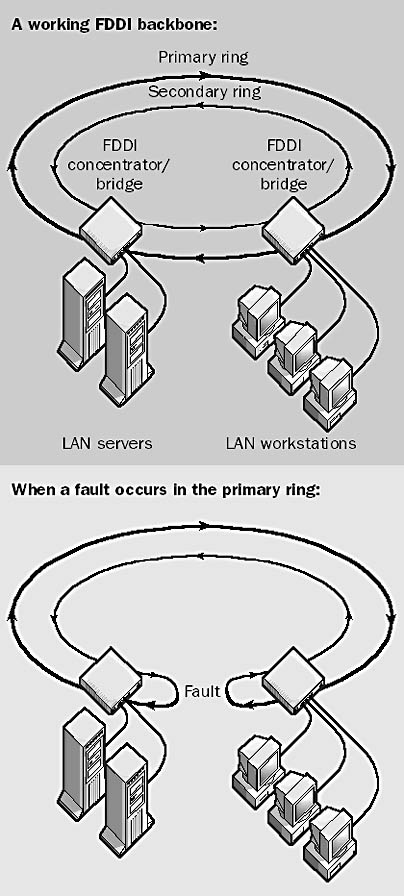 A working FDDI backbone:
Primary ring
Secondary ring
FDDI
concentrator/
bridge
FDDI
concentrator/
bridge
LAN servers
LAN workstations
When a fault occurs in the primary ring:
Fault